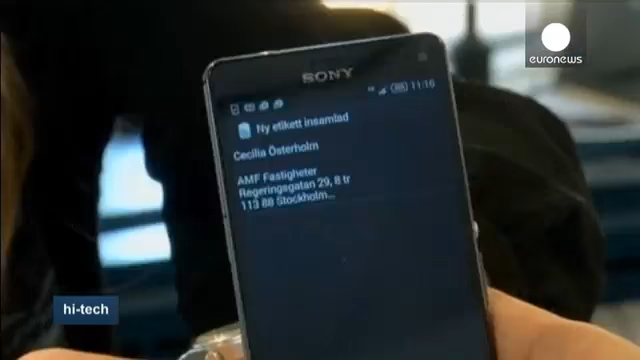 euronews
SONY
11:16
Ny etikett insamlad
Cecilia Österholm
AMF Fastigheter
Regeringsgatan 29, 8 tr
113 88 Stockholm...
hi-tech